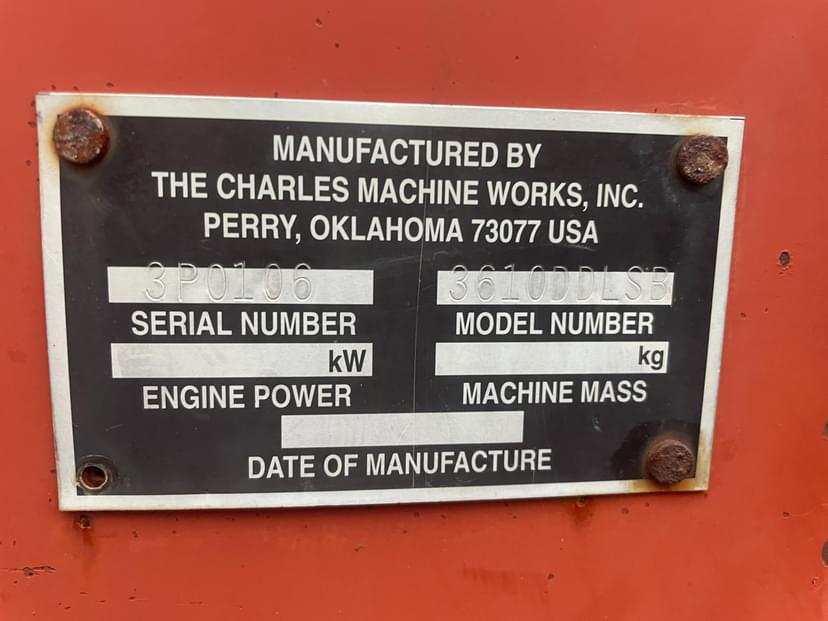 MANUFACTURED BY
THE CHARLES MACHINE WORKS, INC.
PERRY, OKLAHOMA 73077 USA
3P0106 3610DDLSB
SERIAL NUMBER MODEL NUMBER
kW kg
ENGINE POWER MACHINE MASS
DATE OF MANUFACTURE